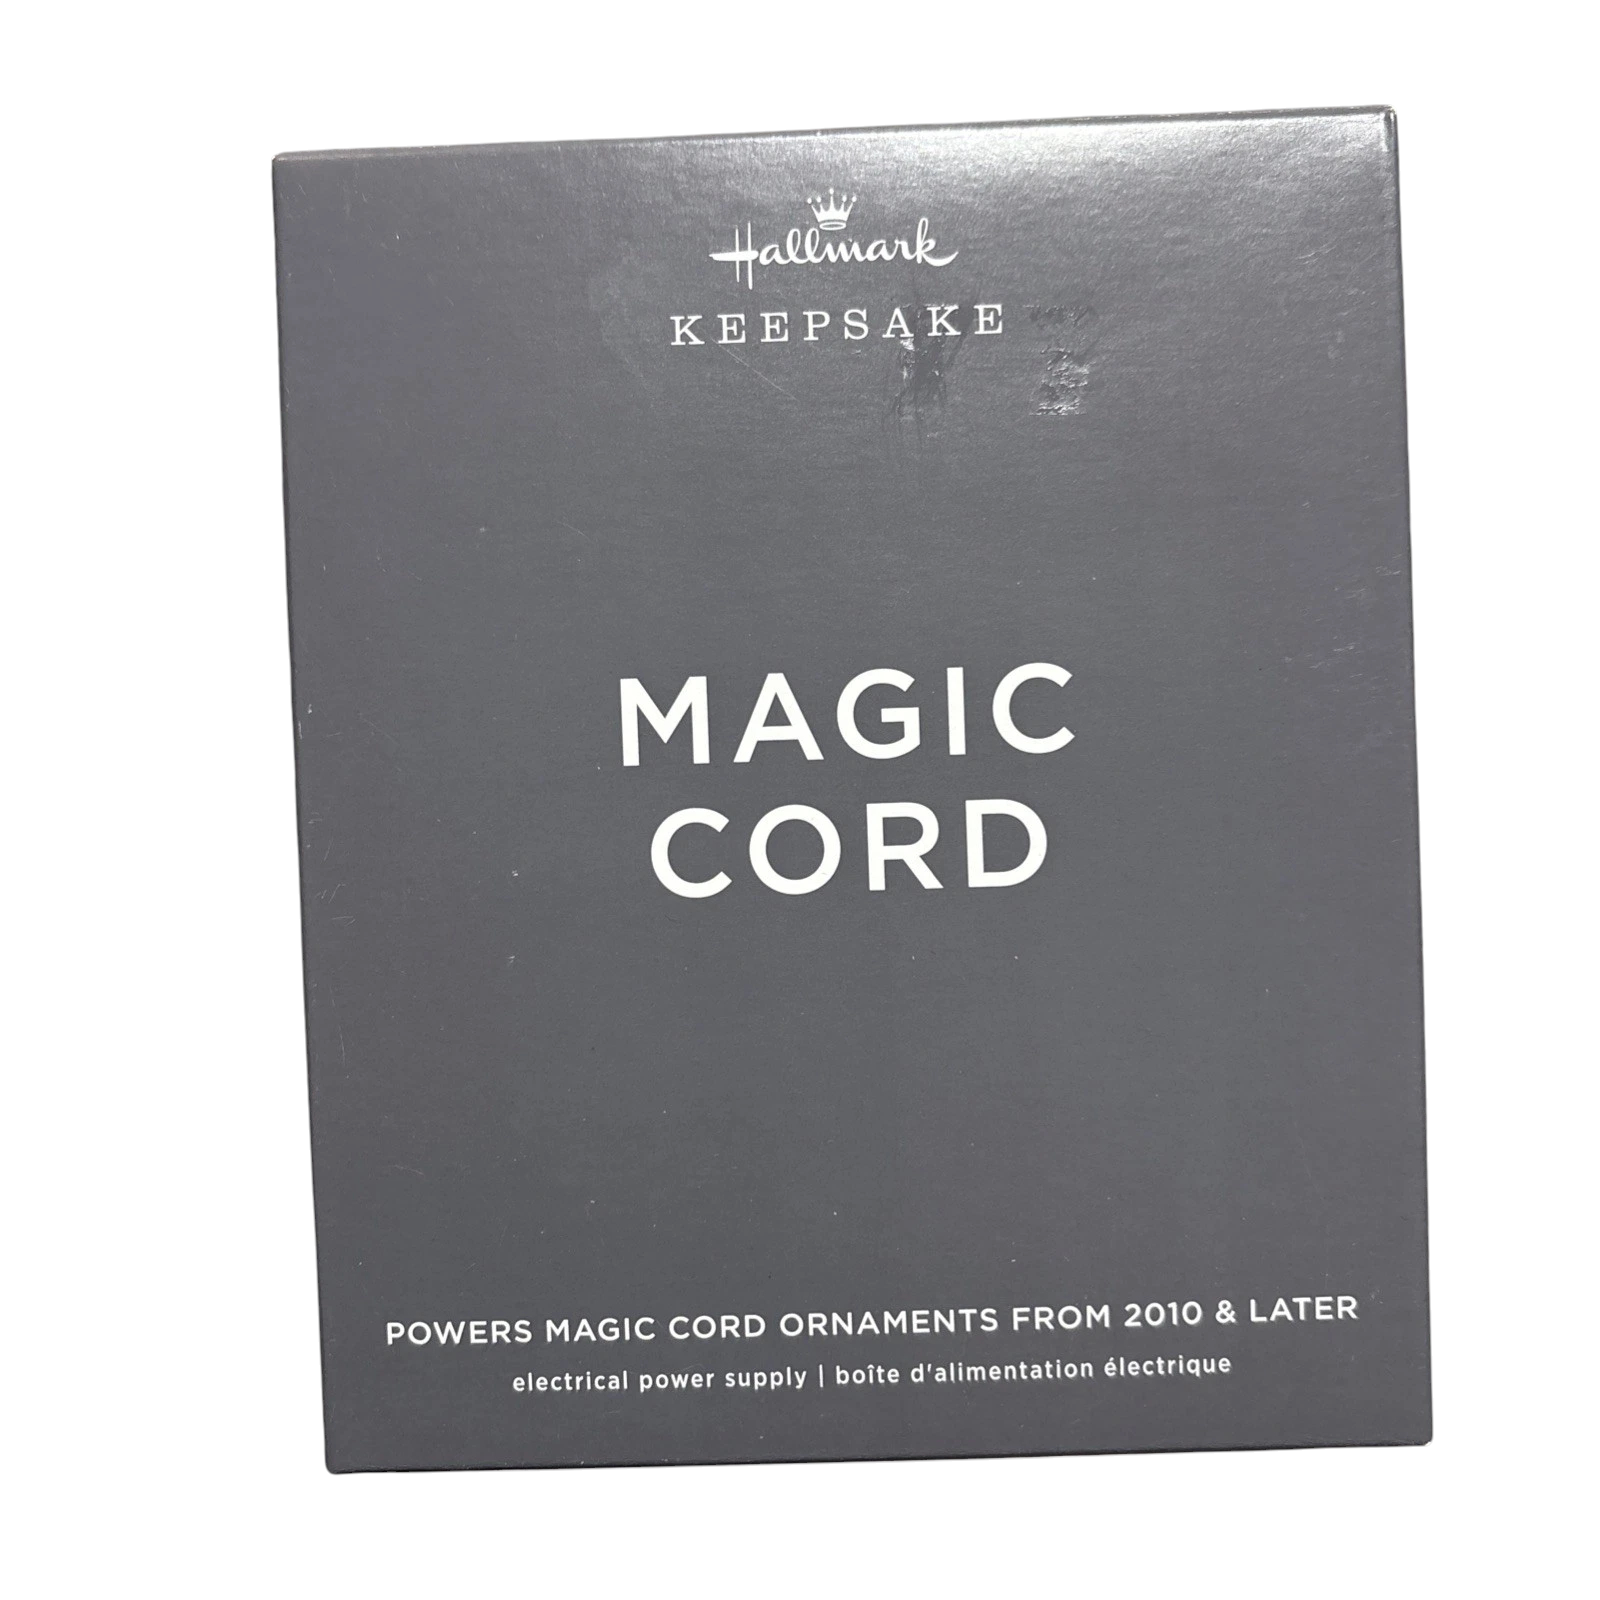 Hallmark
KEEPSAKE
MAGIC
CORD
POWERS MAGIC CORD ORNAMENTS FROM 2010 & LATER
electrical power supply | boîte d'alimentation électrique